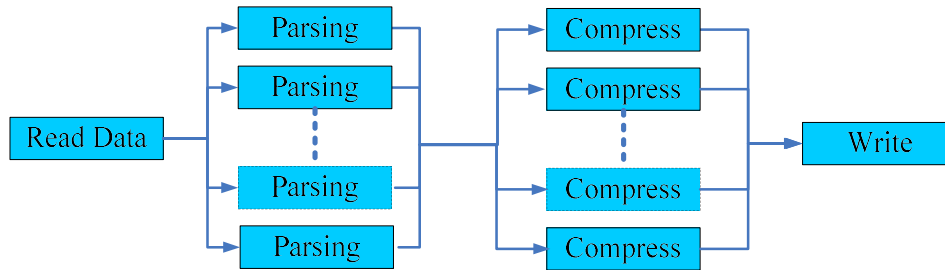 Read Data
Parsing
Parsing
Parsing
Parsing
Compress
Compress
Compress
Compress
Write